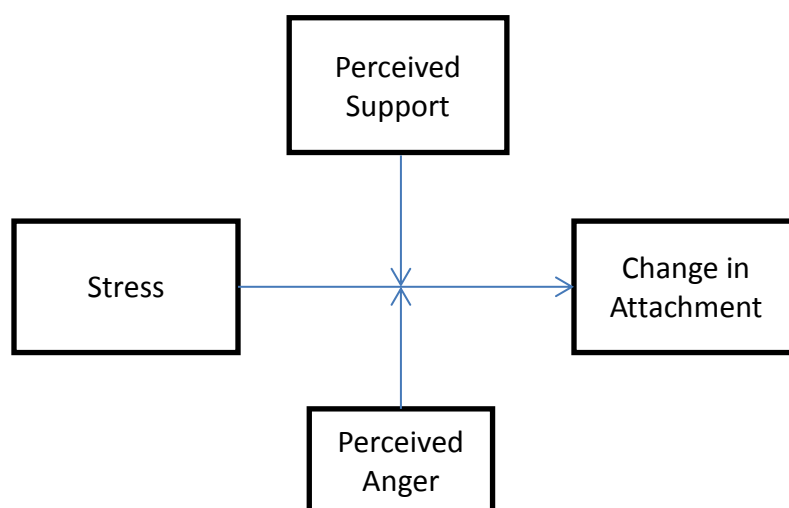 Perceived
Support
Stress
Change in
Attachment
Perceived
Anger